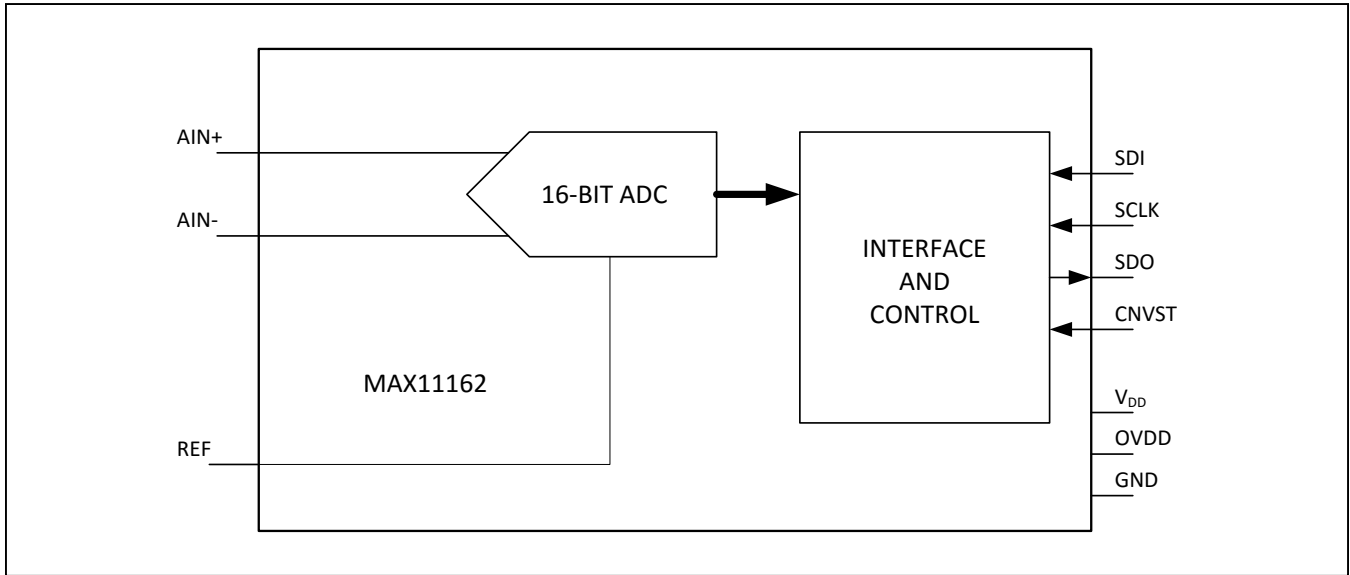 AIN+
AIN-
REF
16-BIT ADC
MAX11162
INTERFACE
AND
CONTROL
SDI
SCLK
SDO
CNVST
VDD
OVDD
GND